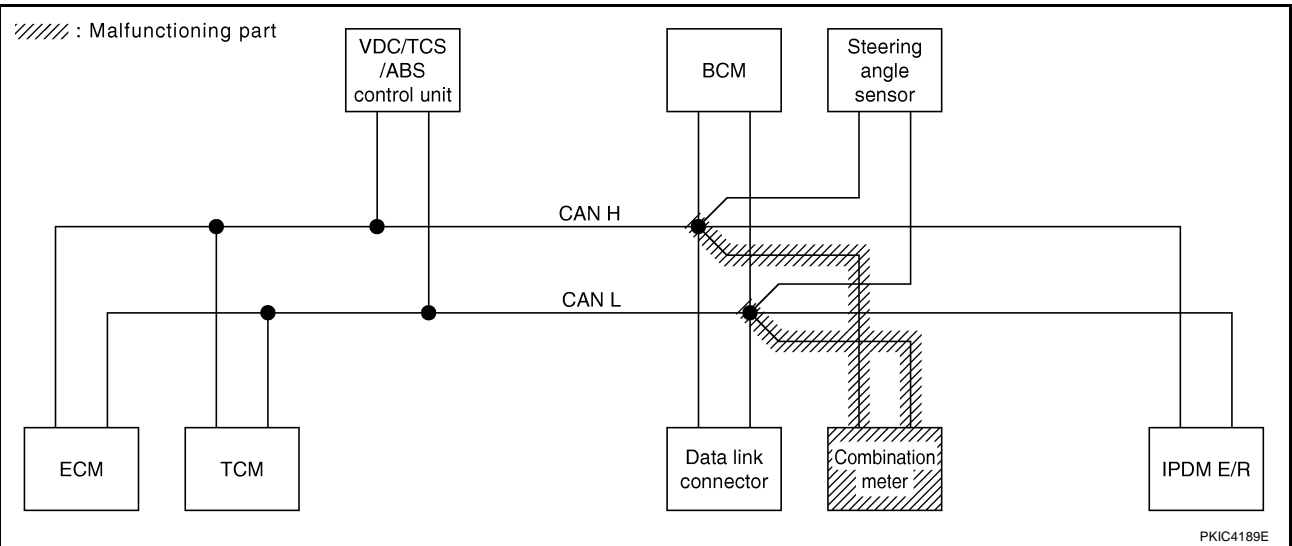 : Malfunctioning part
VDC/TCS
/ABS
control unit
BCM
Steering
angle
sensor
CAN H
CAN L
ECM
TCM
Data link
connector
Combination
meter
IPDM E/R
PKIC4189E